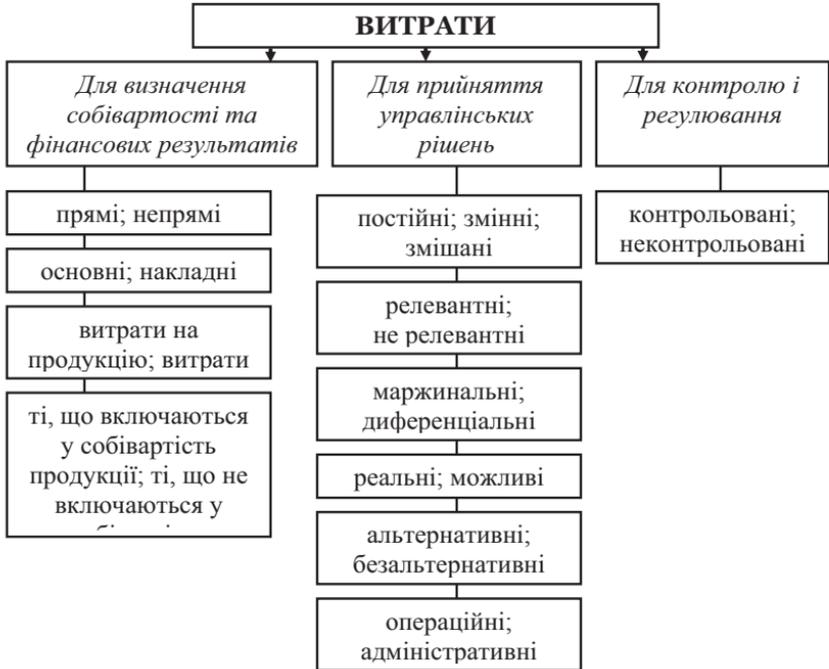 ВИТРАТИ
Для визначення
собівартості та
фінансових результатів
прямі; непрямі
основні; накладні
витрати на
продукцію; витрати
ті, що включаються
у собівартість
продукції; ті, що не
включаються у
Для прийняття
управлінських
рішень
постійні; змінні;
змішані
релевантні;
не релевантні
маржинальні;
диференціальні
реальні; можливі
альтернативні;
безальтернативні
операційні;
адміністративні
Для контролю і
регулювання
контрольовані;
неконтрольовані